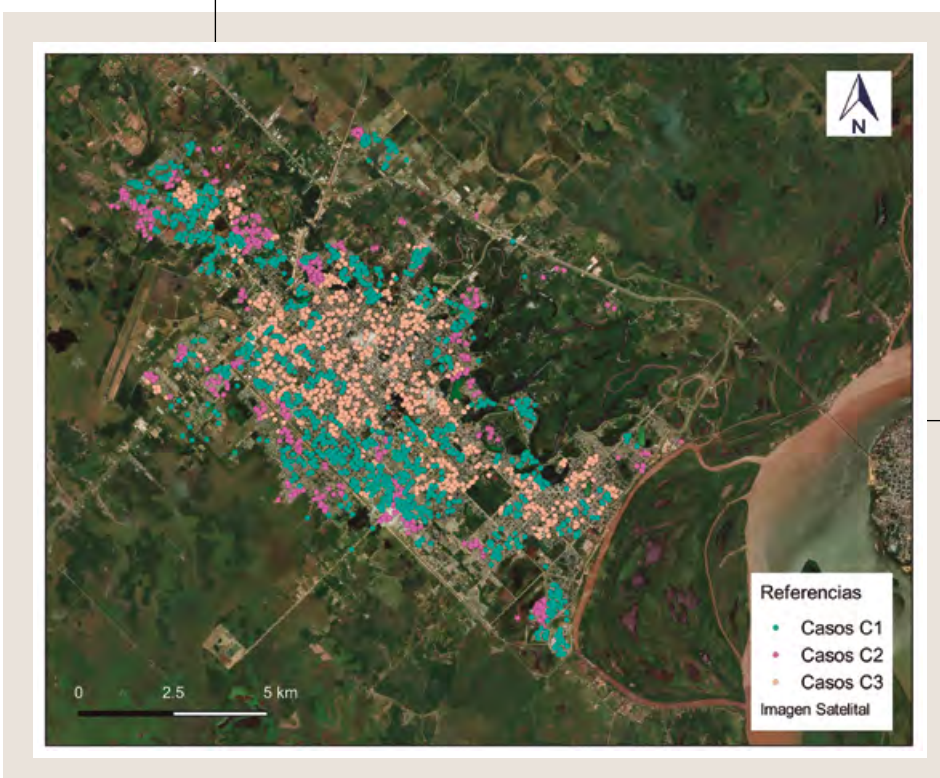 N
Referencias
Casos C1
Casos C2
Casos C3
Imagen Satelital
0 2.5 5 km